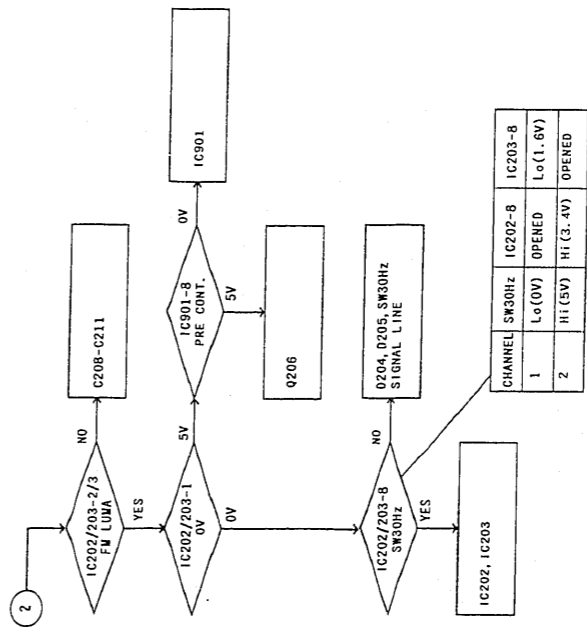 2
IC202/203-2/3
FM LUMA
NO
C208-C211
YES
IC202/203-1
0V
5V
IC901-8
PRE CONT.
0V
IC901
5V
Q206
0V
IC202/203-8
SW30Hz
NO
D204, D205, SW30Hz
SIGNAL LINE
YES
IC202, IC203
CHANNEL SW30Hz IC202-8 IC203-8
1 Lo(0V) OPENED Lo(1.6V)
2 Hi(5V) Hi(3.4V) OPENED